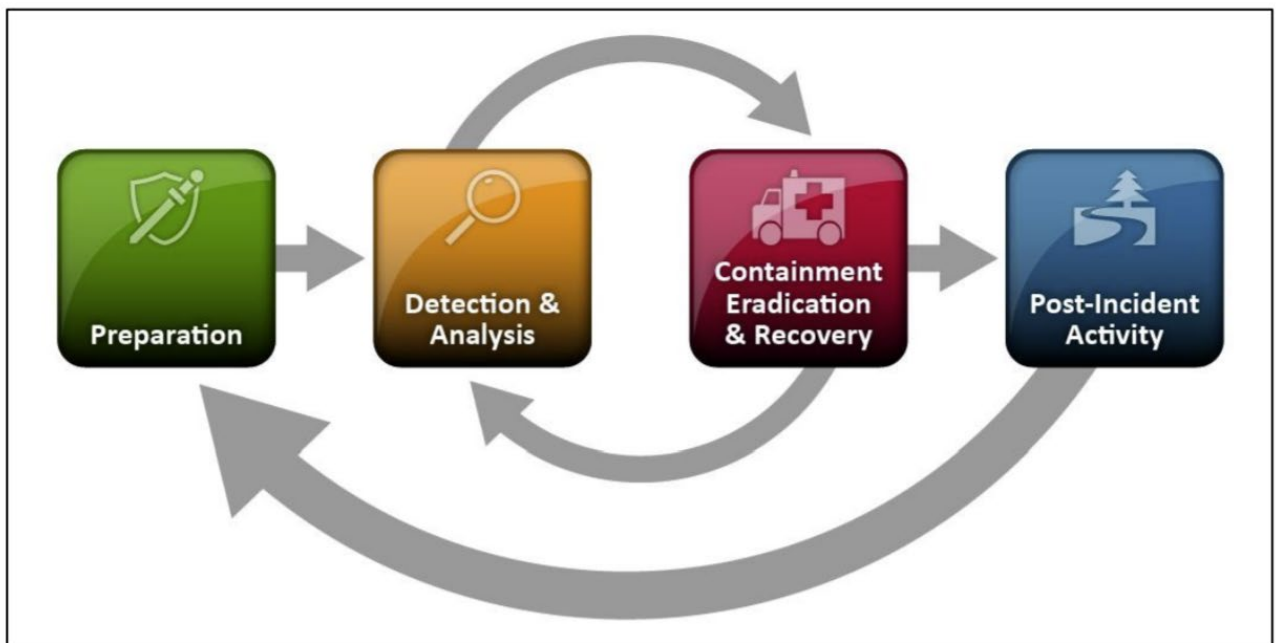 Preparation
Detection &
Analysis
Containment
Eradication
& Recovery
Post-Incident
Activity